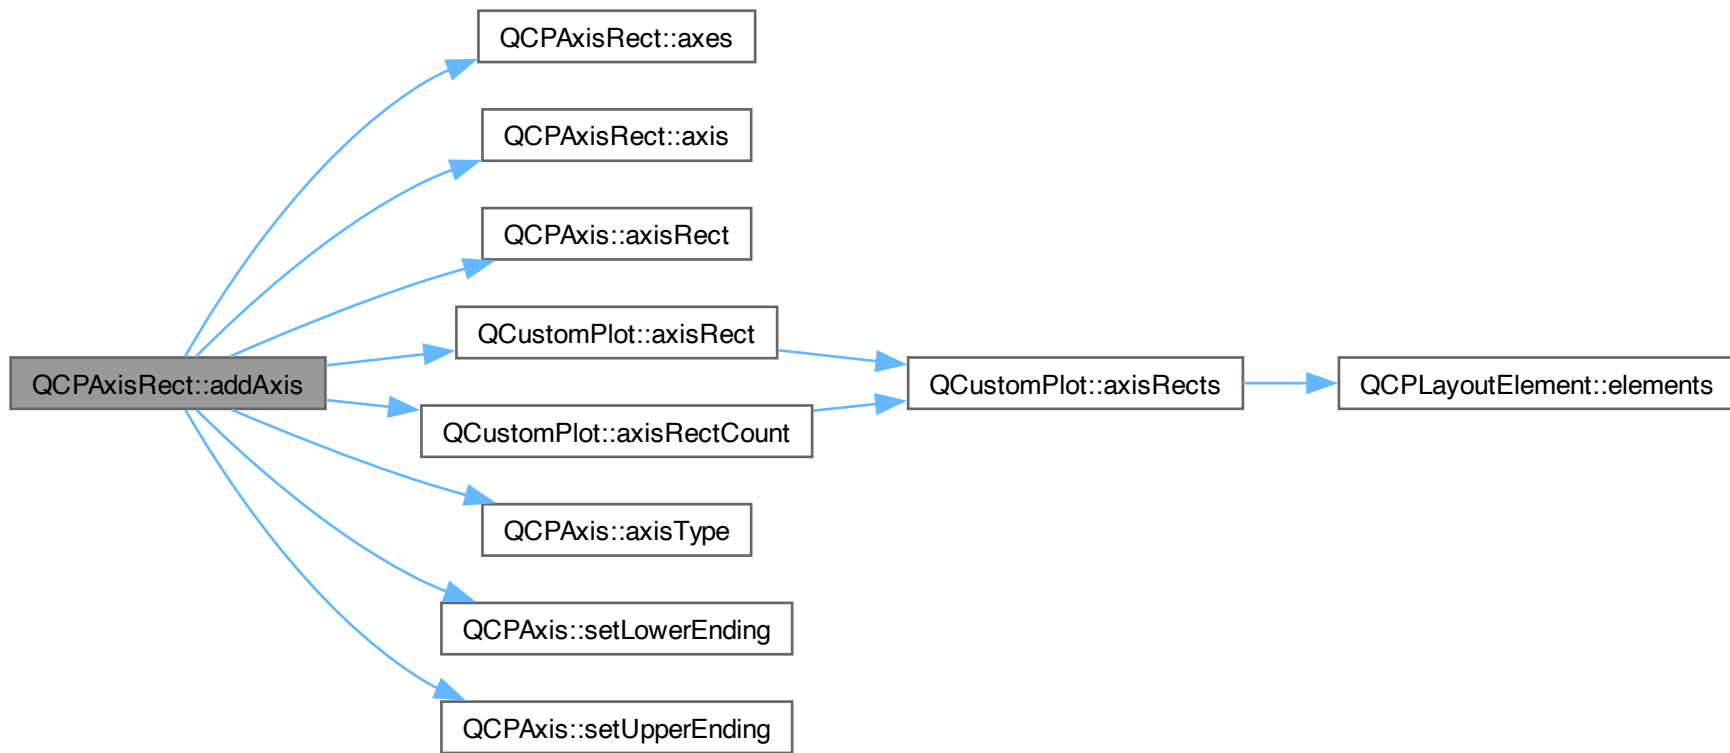 QCPAxisRect::axes
QCPAxisRect::axis
QCPAxis::axisRect
QCustomPlot::axisRect
QCPAxisRect::addAxis
QCustomPlot::axisRects
QCPLayoutElement::elements
QCustomPlot::axisRectCount
QCPAxis::axisType
QCPAxis::setLowerEnding
QCPAxis::setUpperEnding